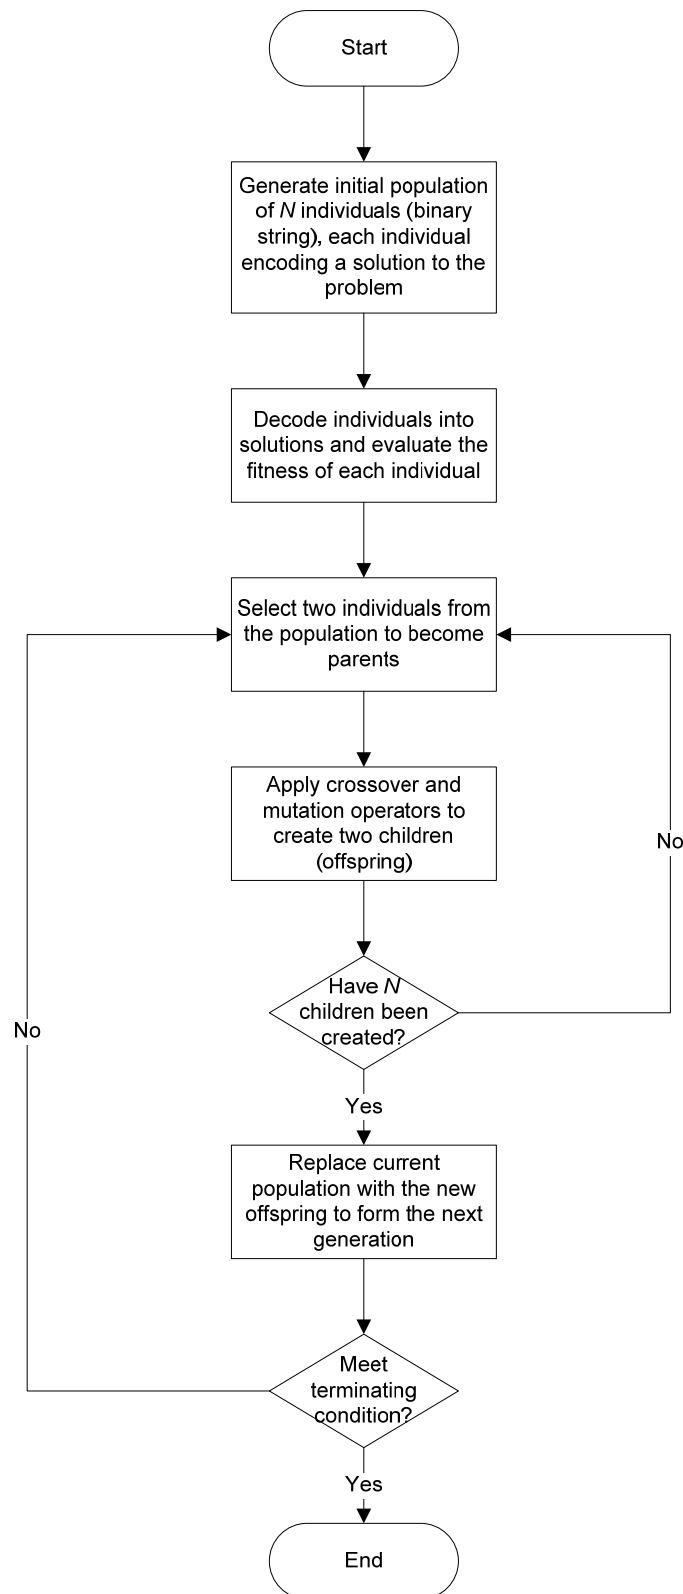 Start
Generate initial population
of N individuals (binary
string), each individual
encoding a solution to the
problem
Decode individuals into
solutions and evaluate the
fitness of each individual
Select two individuals from
the population to become
parents
Apply crossover and
mutation operators to
create two children
(offspring)
No
Have N
children been
created?
No
Yes
Replace current
population with the new
offspring to form the next
generation
Meet
terminating
condition?
Yes
End